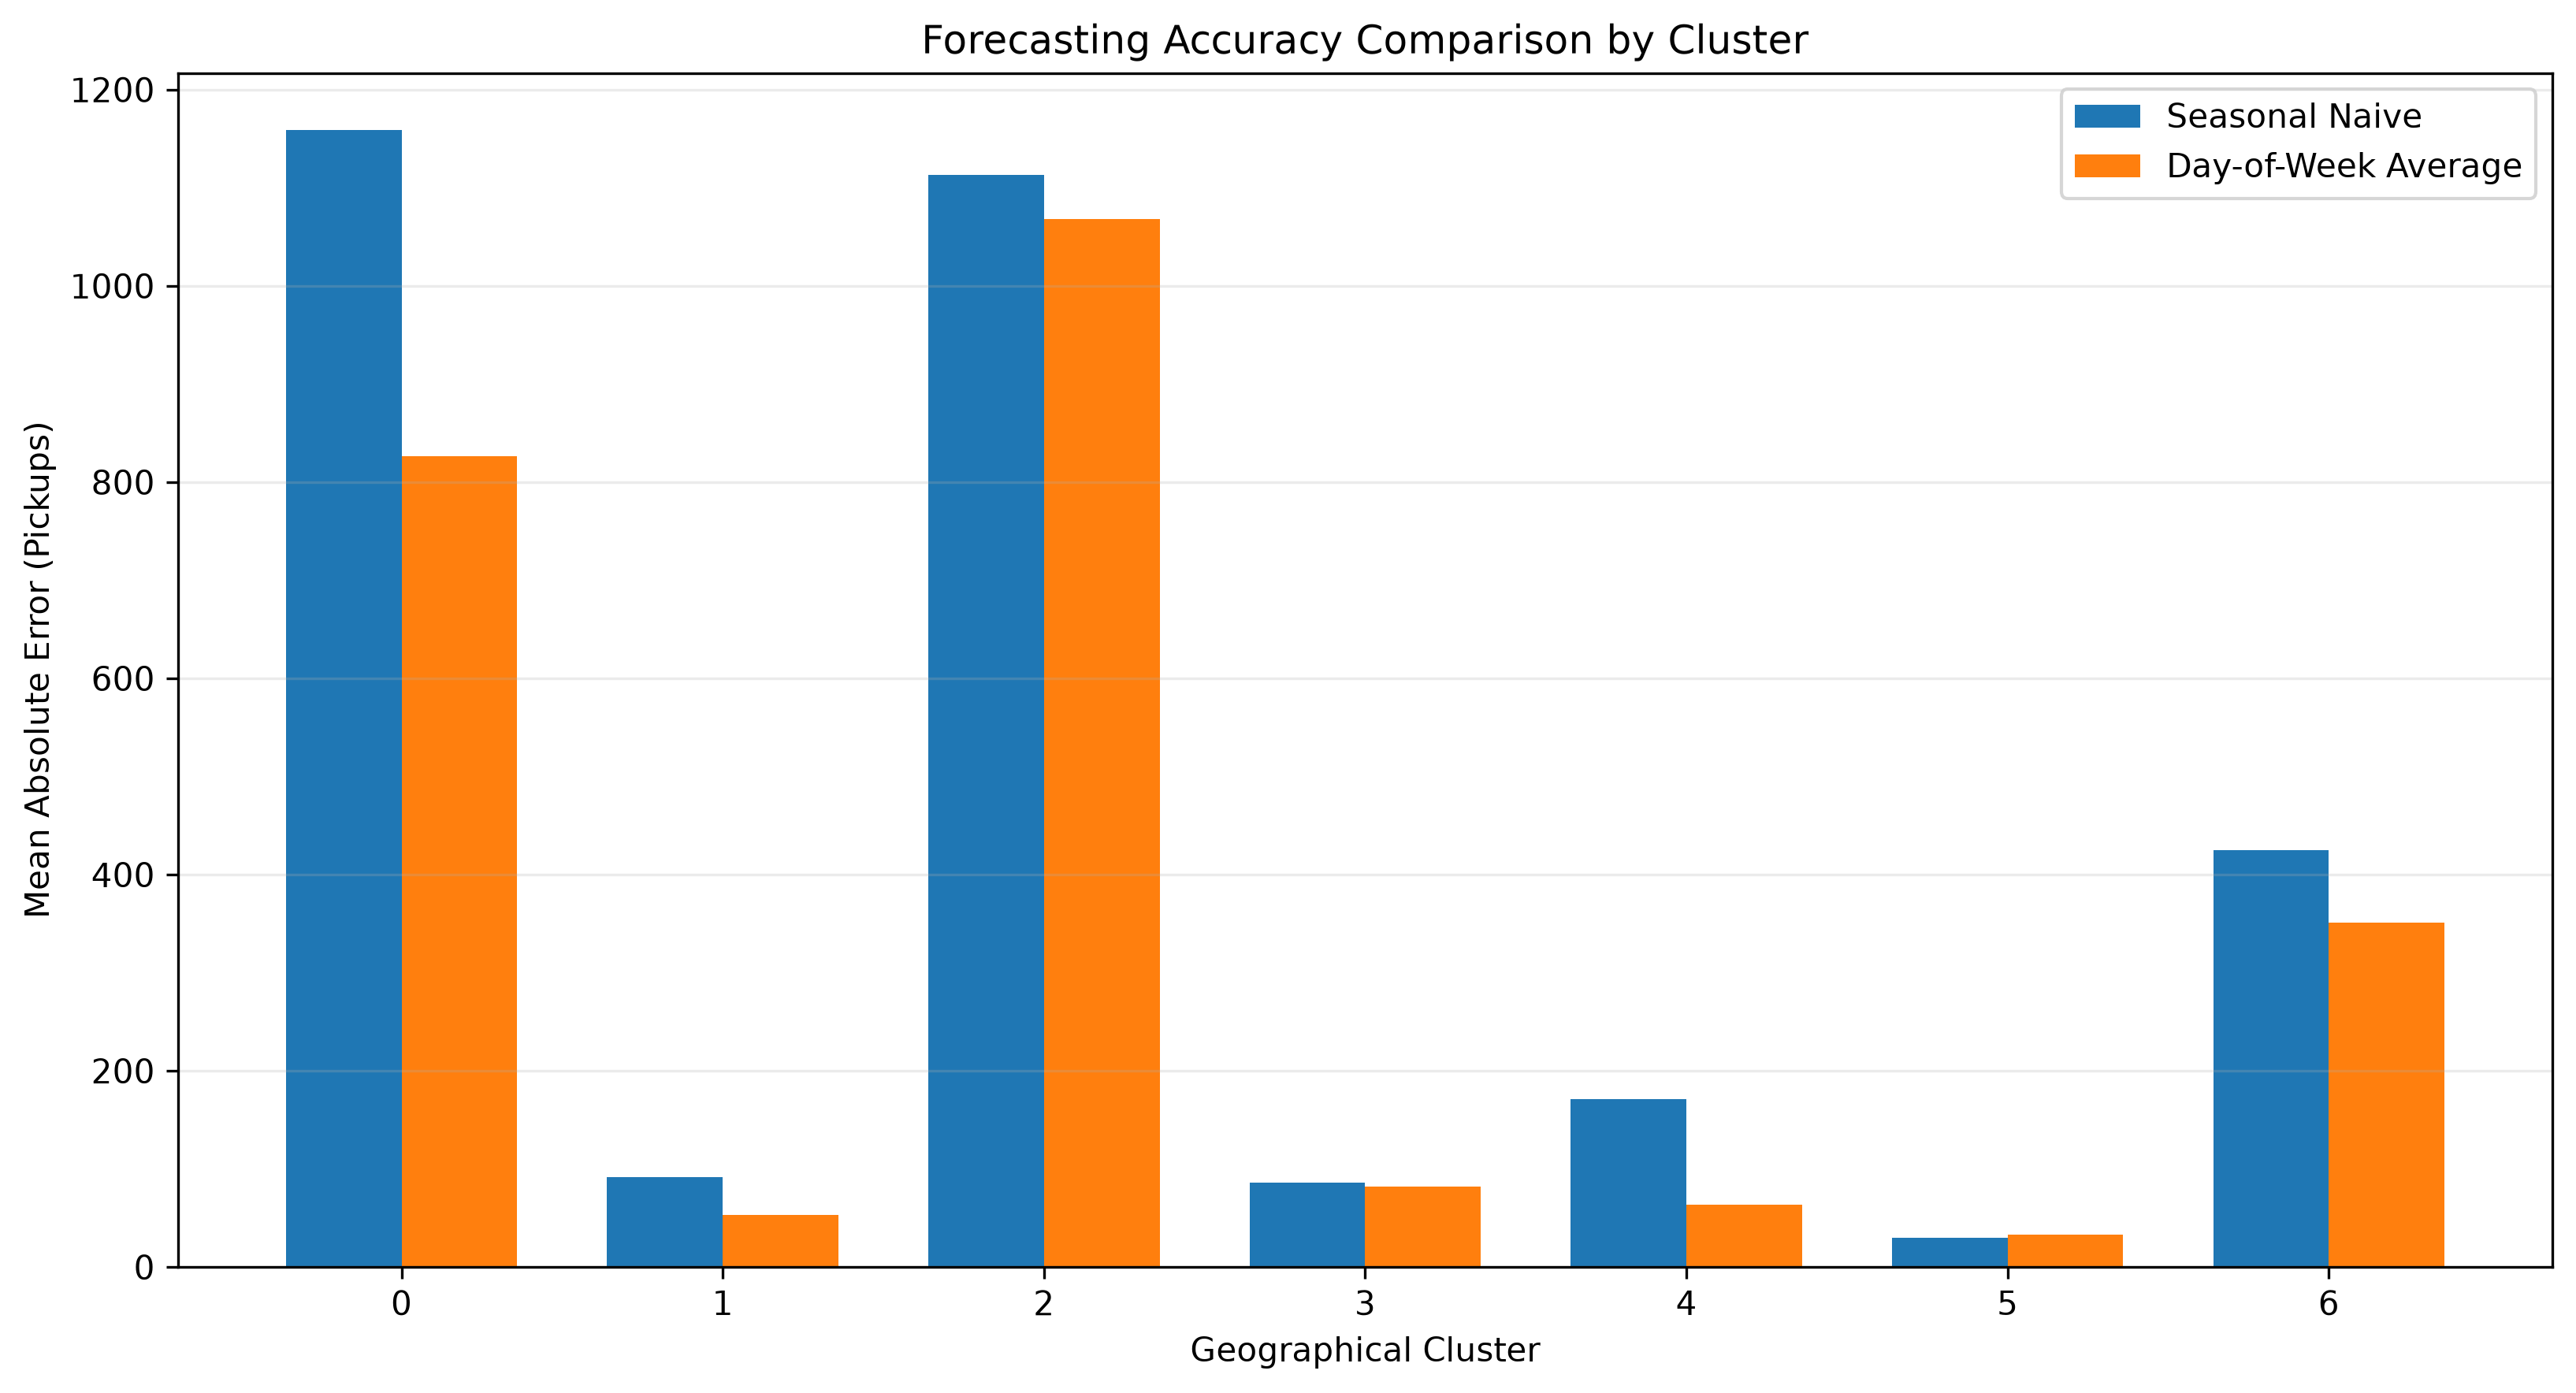 Forecasting Accuracy Comparison by Cluster
Seasonal Naive
Day-of-Week Average
Mean Absolute Error (Pickups)
1200
1000
800
600
400
200
0
0 1 2 3 4 5 6
Geographical Cluster